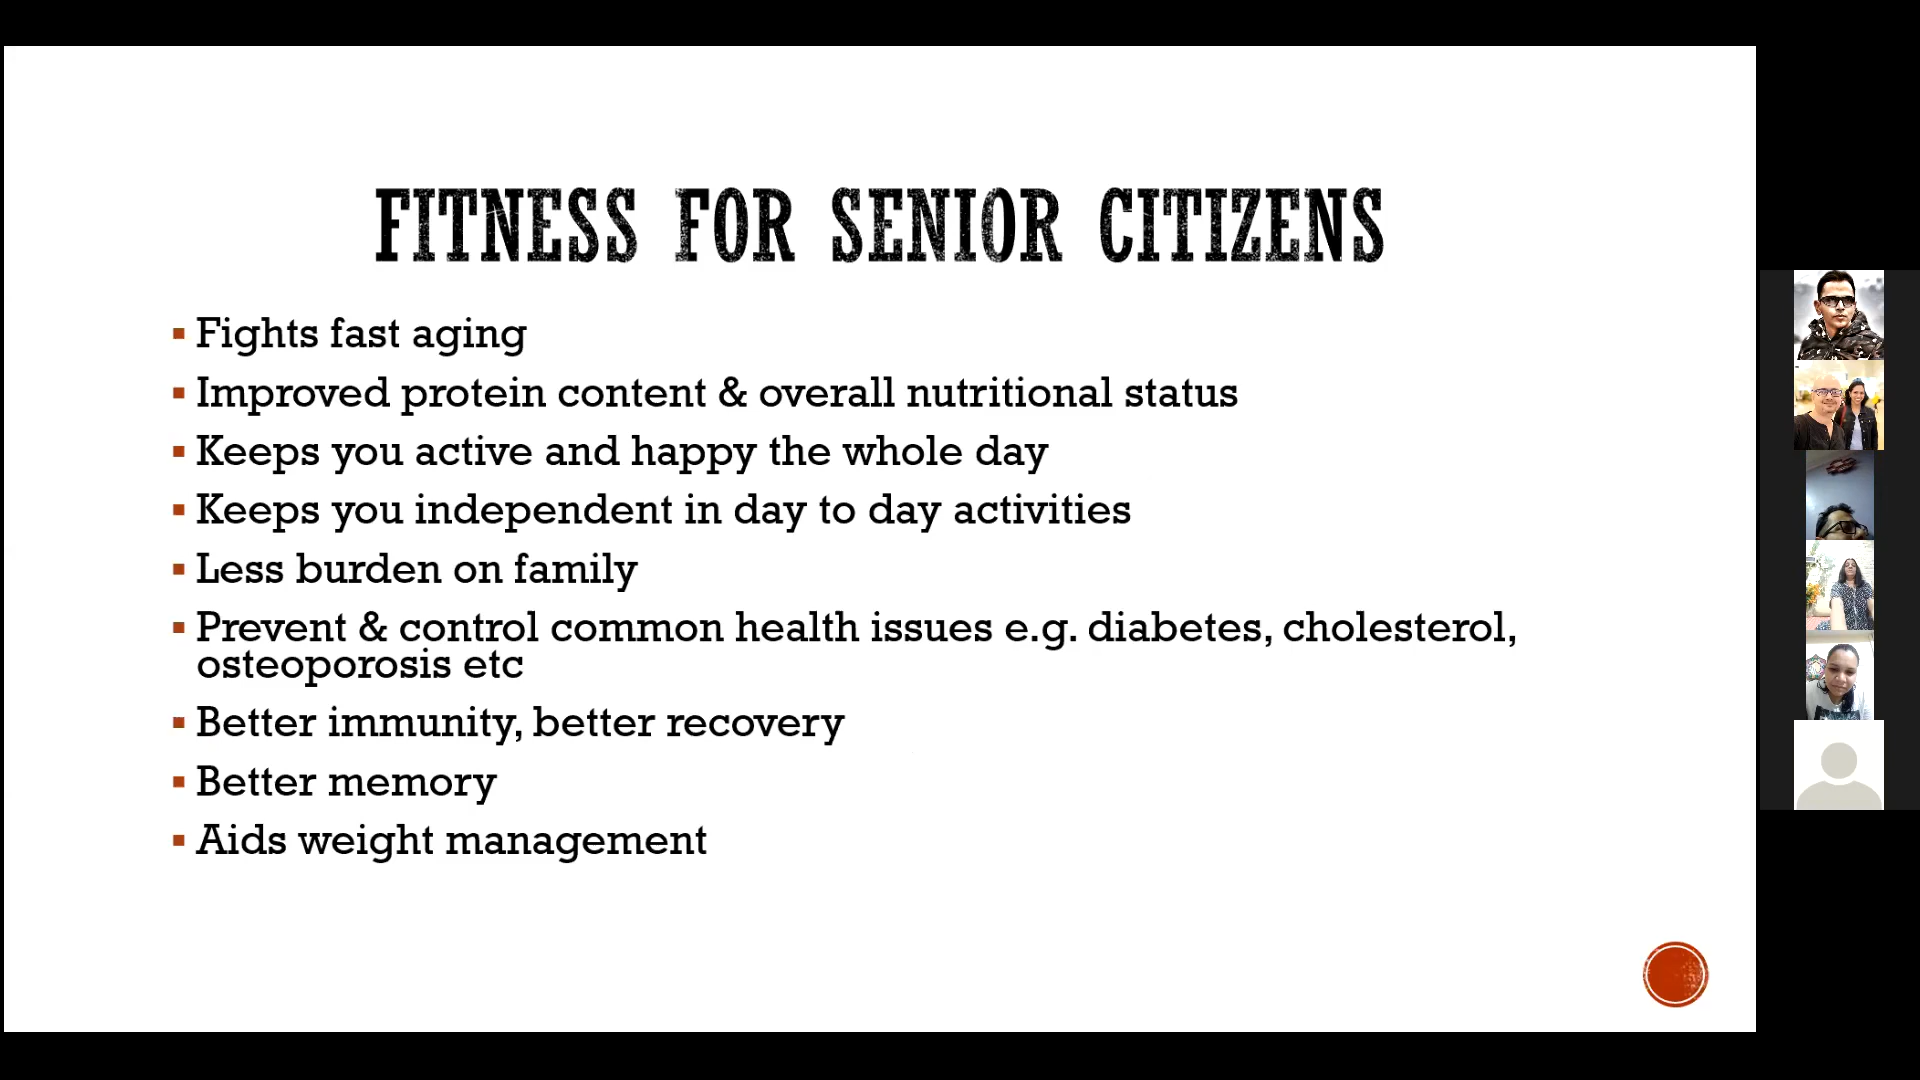 FITNESS FOR SENIOR CITIZENS
Fights fast aging
Improved protein content & overall nutritional status
Keeps you active and happy the whole day
Keeps you independent in day to day activities
Less burden on family
Prevent & control common health issues e.g. diabetes, cholesterol,
osteoporosis etc
Better immunity, better recovery
Better memory
Aids weight management